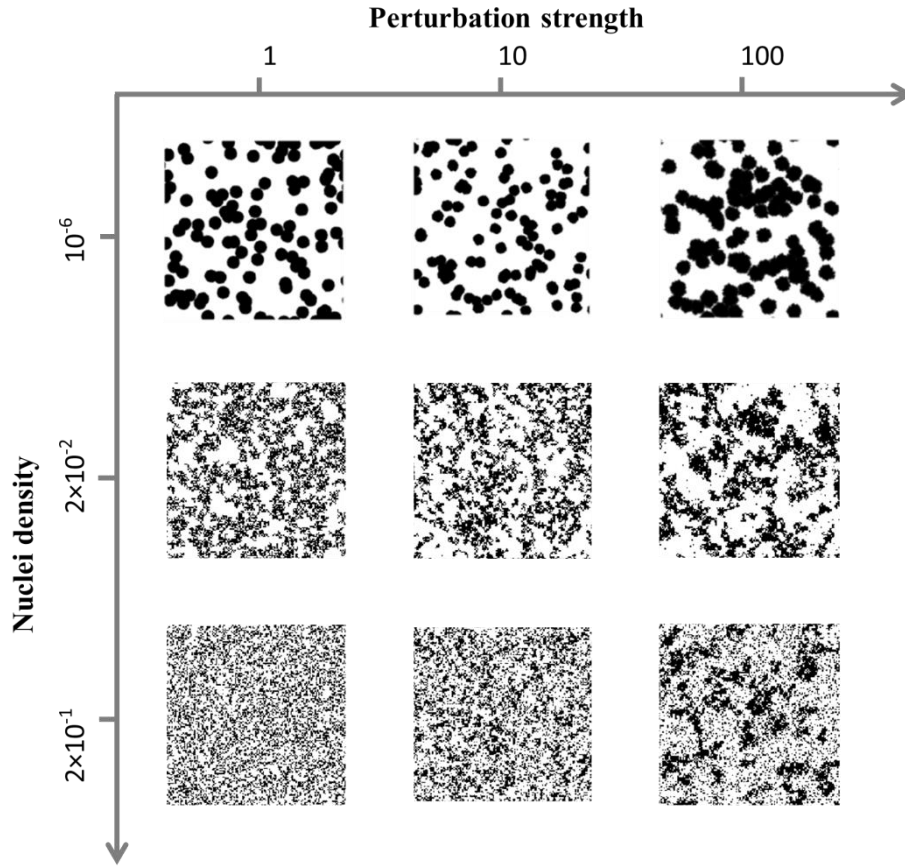 Perturbation strength
1 10 100
Nuclei density
10⁻⁶
2×10⁻²
2×10⁻¹